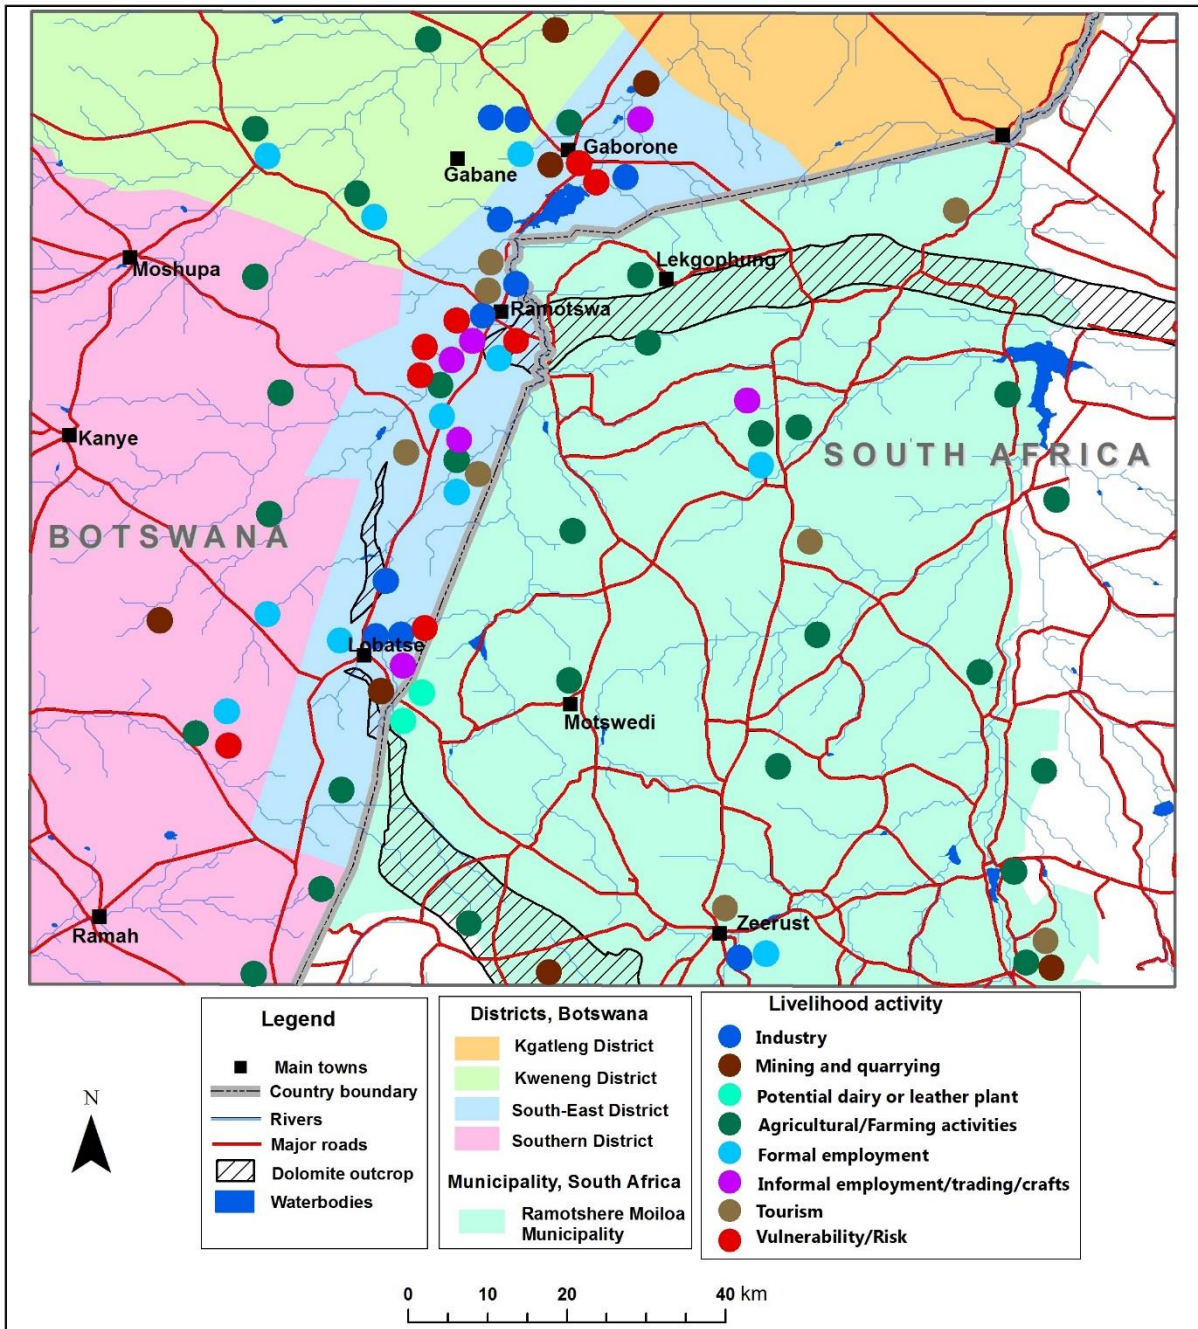 Gaborone
Gabane
Lekgophung
Moshupa
Ramotswa
Kanye
SOUTH AFRICA
BOTSWANA
Lobatse
Motswedi
Zeerust
Ramah
N
Legend
Main towns
Country boundary
Rivers
Major roads
Dolomite outcrop
Waterbodies
Districts, Botswana
Kgatleng District
Kweneng District
South-East District
Southern District
Municipality, South Africa
Ramotshere Moiloa
Municipality
Livelihood activity
Industry
Mining and quarrying
Potential dairy or leather plant
Agricultural/Farming activities
Formal employment
Informal employment/trading/crafts
Tourism
Vulnerability/Risk
0 10 20 40 km